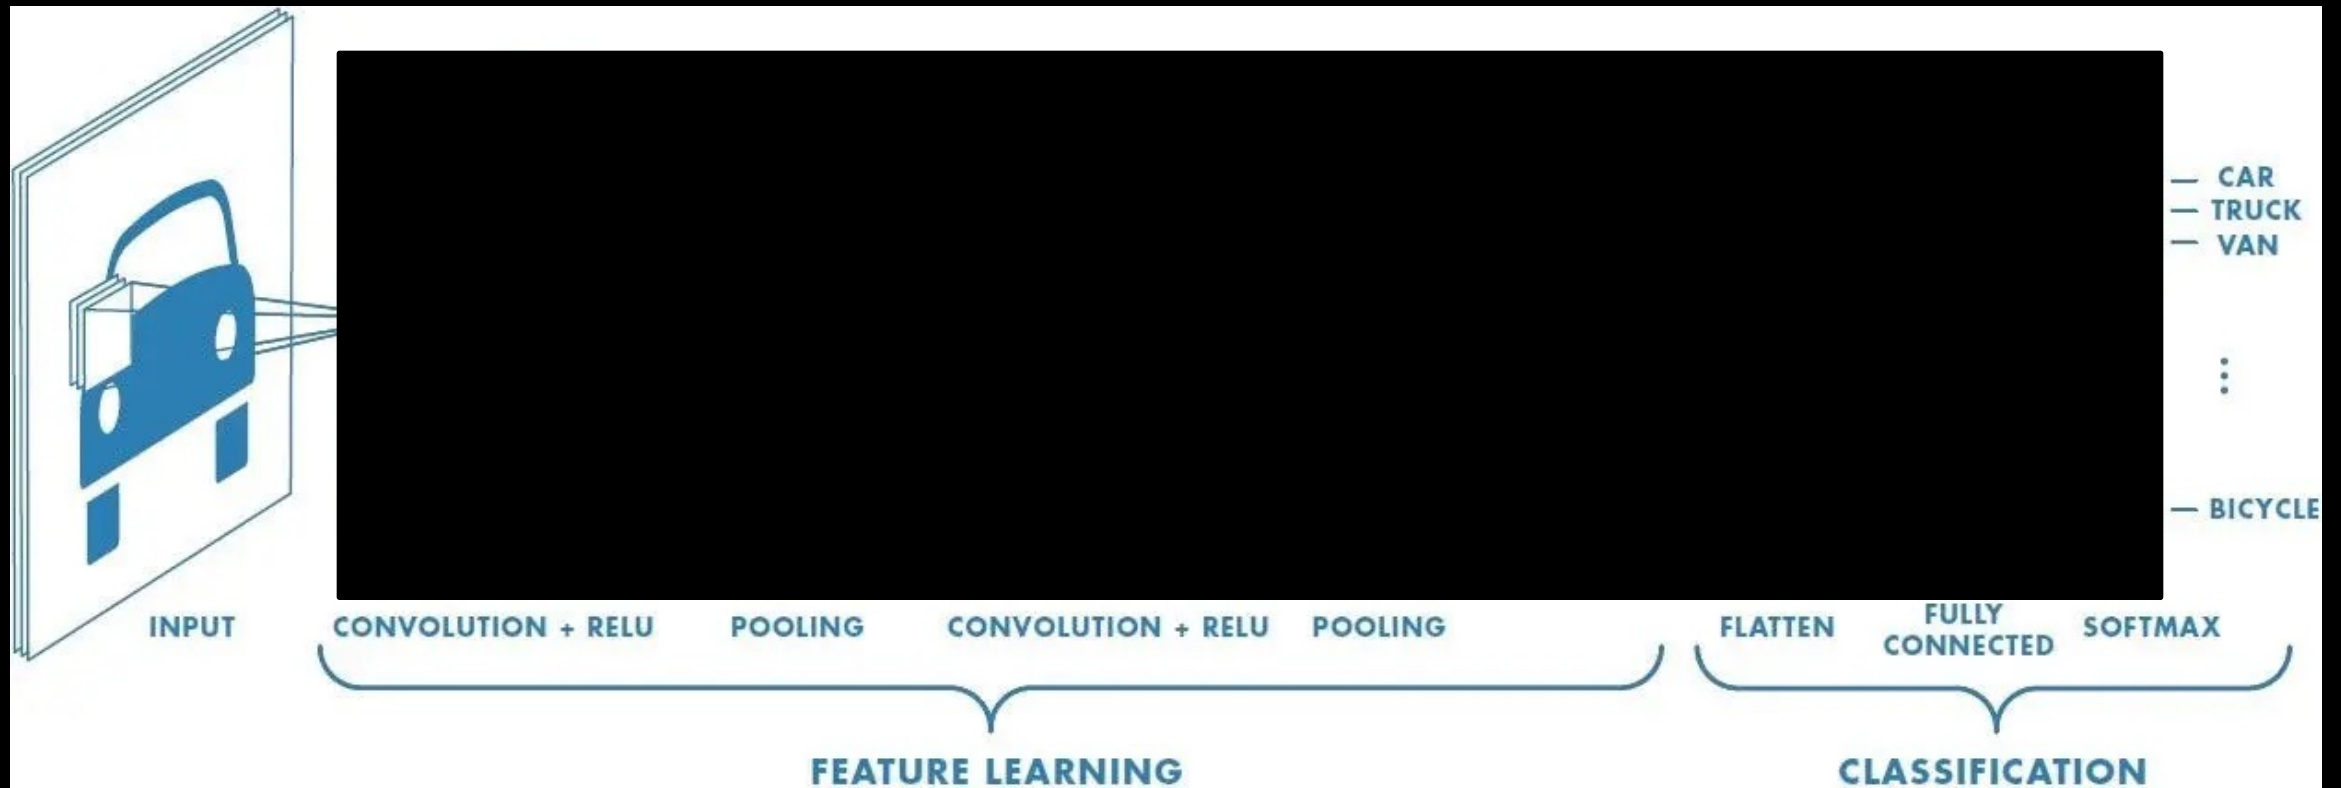 CAR
TRUCK
VAN
BICYCLE
INPUT
CONVOLUTION + RELU
POOLING
CONVOLUTION + RELU
POOLING
FLATTEN
FULLY
CONNECTED
SOFTMAX
FEATURE LEARNING
CLASSIFICATION